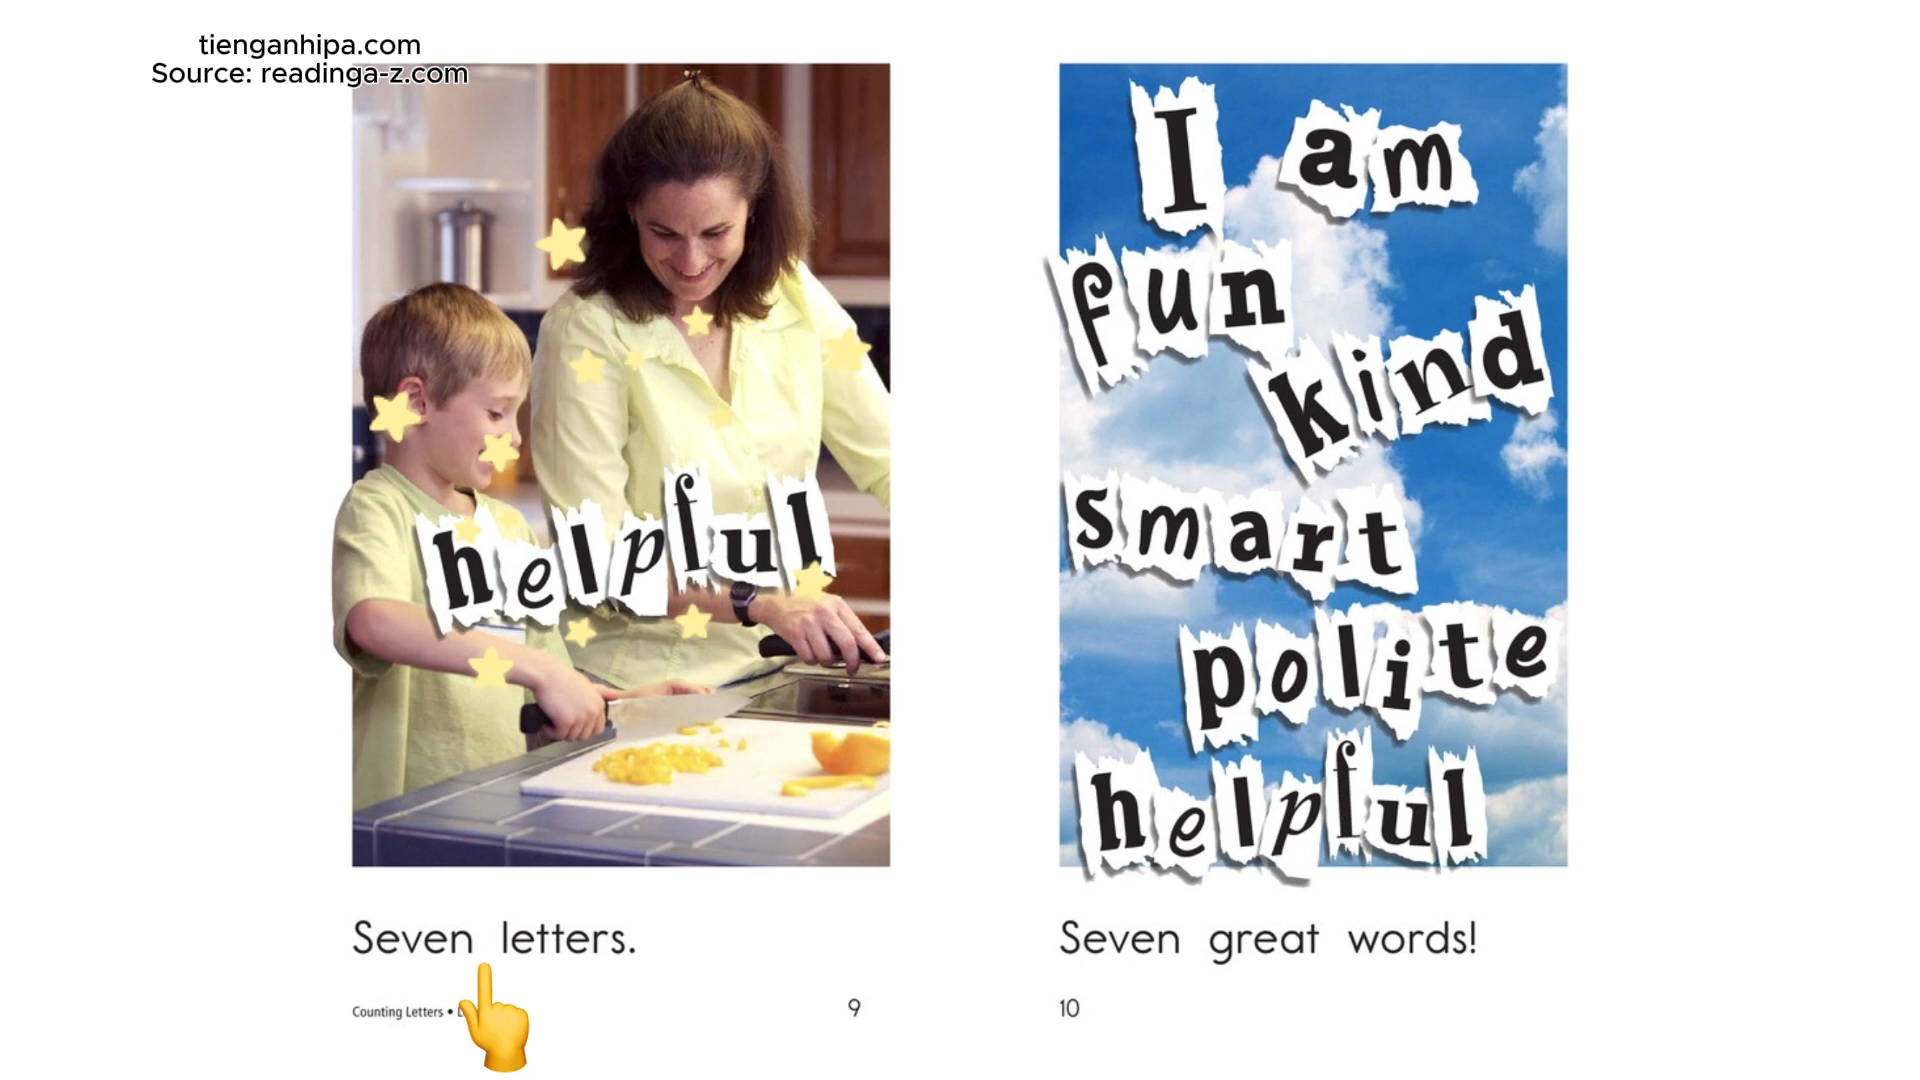 tienganhipa.com
Source: readinga-z.com
helpful
Seven letters.
Counting Letters •
9
I am
fun
kind
smart
polite
helpful
Seven great words!
10